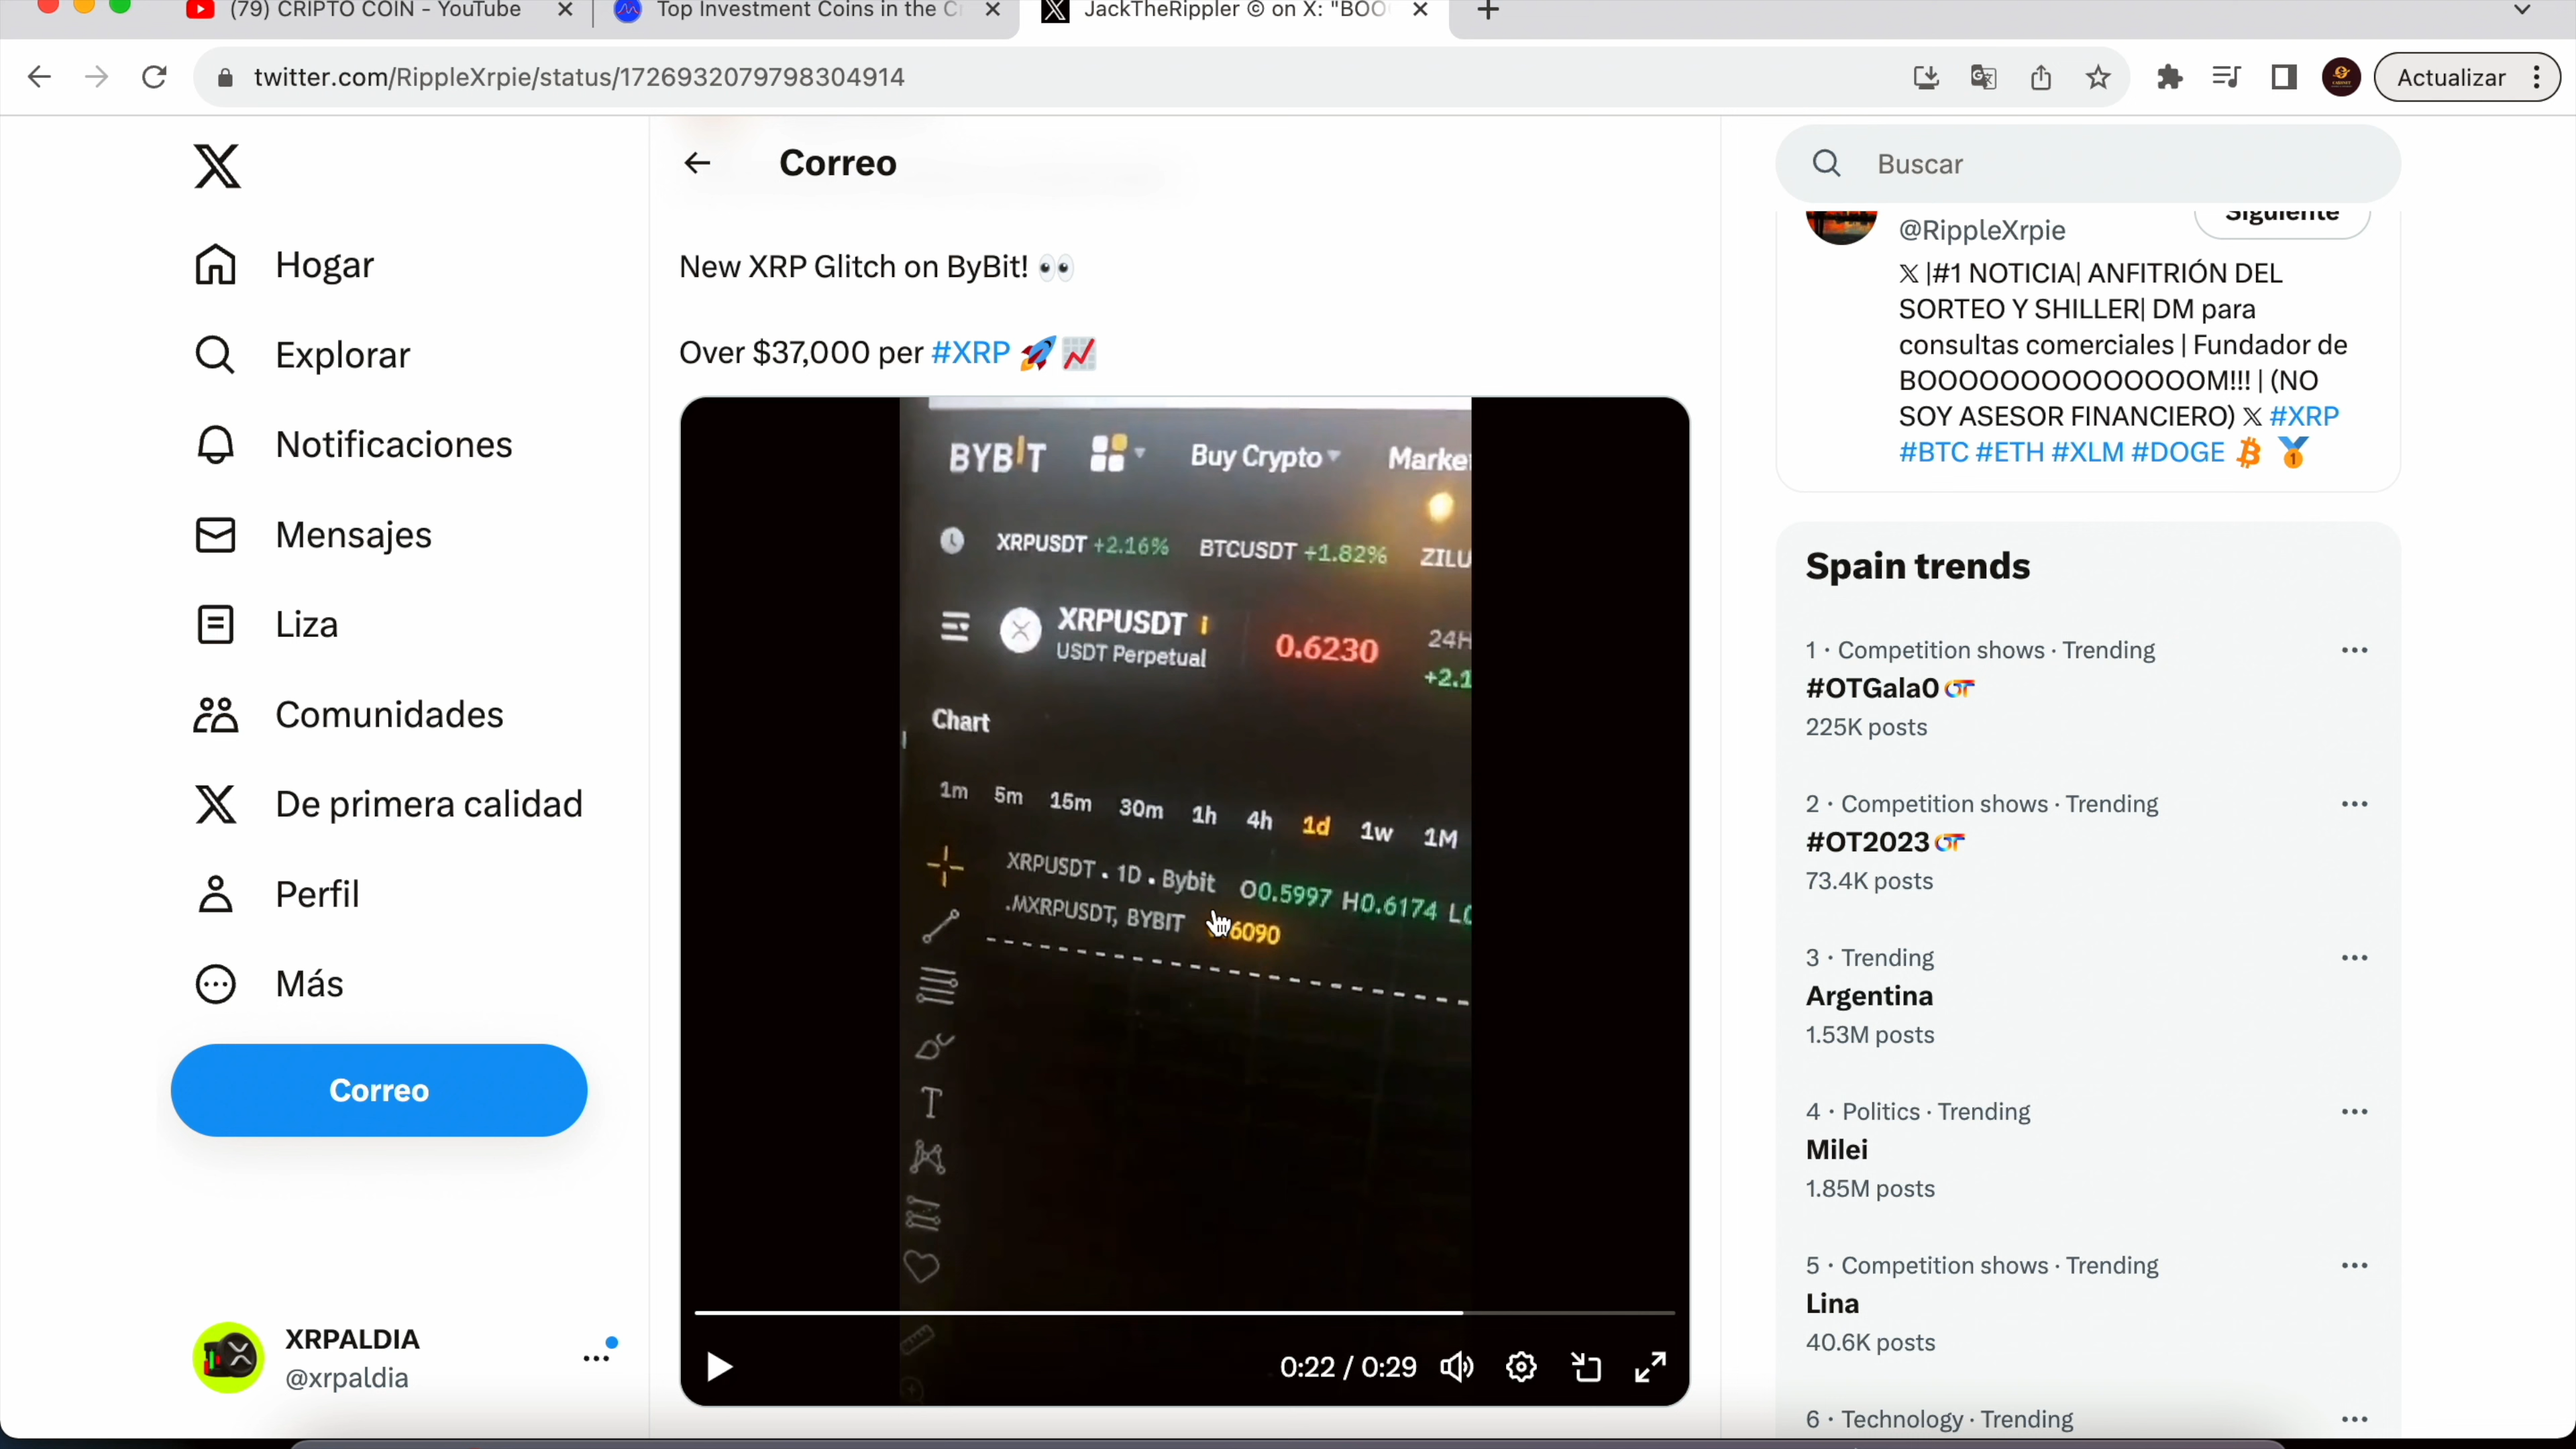 (79) CRIPTO COIN - YouTube
Top Investment Coins in the
JackTheRippler © on X: "BOO
twitter.com/RippleXrpie/status/1726932079798304914
Actualizar
Correo
Buscar
Hogar
Explorar
Notificaciones
Mensajes
Liza
Comunidades
De primera calidad
Perfil
Más
Correo
XRPALDIA
@xrpaldia
New XRP Glitch on ByBit! 👀
Over $37,000 per #XRP 🚀📈
BYBIT Buy Crypto Market
XRPUSDT +2.16% BTCUSDT +1.82% ZILU
XRPUSDT i
USDT Perpetual
0.6230
24H
+2.1
Chart
1m 5m 15m 30m 1h 4h 1d 1w 1M
XRPUSDT . 1D . Bybit O0.5997 H0.6174 L
.MXRPUSDT, BYBIT 6090
0:22 / 0:29
Siguiente
@RippleXrpie
𝕏 |#1 NOTICIA| ANFITRIÓN DEL
SORTEO Y SHILLER| DM para
consultas comerciales | Fundador de
BOOOOOOOOOOOOOOM!!! | (NO
SOY ASESOR FINANCIERO) 𝕏 #XRP
#BTC #ETH #XLM #DOGE
Spain trends
1 · Competition shows · Trending
#OTGala0
225K posts
2 · Competition shows · Trending
#OT2023
73.4K posts
3 · Trending
Argentina
1.53M posts
4 · Politics · Trending
Milei
1.85M posts
5 · Competition shows · Trending
Lina
40.6K posts
6 · Technology · Trending